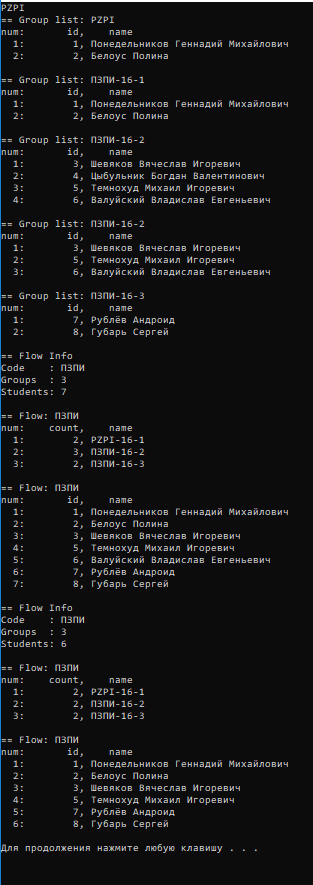 PZPI
== Group list: PZPI
num:       id,    name
  1:        1, Понедельников Геннадий Михайлович
  2:        2, Белоус Полина

== Group list: ПЗПИ-16-1
  1:        1, Понедельников Геннадий Михайлович
  2:        2, Белоус Полина

== Group list: ПЗПИ-16-2
num:       id,    name
  1:        3, Шевяков Вячеслав Игоревич
  2:        4, Цыбульник Богдан Валентинович
  3:        5, Темнохуд Михаил Игоревич
  4:        6, Валуйский Владислав Евгеньевич

== Group list: ПЗПИ-16-2
num:       id,    name
  1:        3, Шевяков Вячеслав Игоревич
  2:        5, Темнохуд Михаил Игоревич
  3:        6, Валуйский Владислав Евгеньевич

== Group list: ПЗПИ-16-3
num:       id,    name
  1:        7, Рублёв Андроид
  2:        8, Губарь Сергей

== Flow Info
Code    : ПЗПИ
Groups  : 3
Students: 7

== Flow: ПЗПИ
num:    count,    name
  1:        2, PZPI-16-1
  2:        3, ПЗПИ-16-2
  3:        2, ПЗПИ-16-3

== Flow: ПЗПИ
num:       id,    name
  1:        1, Понедельников Геннадий Михайлович
  2:        2, Белоус Полина
  3:        3, Шевяков Вячеслав Игоревич
  4:        5, Темнохуд Михаил Игоревич
  5:        6, Валуйский Владислав Евгеньевич
  6:        7, Рублёв Андроид
  7:        8, Губарь Сергей

== Flow Info
Code    : ПЗПИ
Groups  : 3
Students: 6

== Flow: ПЗПИ
num:    count,    name
  1:        2, PZPI-16-1
  2:        2, ПЗПИ-16-2
  3:        2, ПЗПИ-16-3

== Flow: ПЗПИ
num:       id,    name
  1:        1, Понедельников Геннадий Михайлович
  2:        2, Белоус Полина
  3:        3, Шевяков Вячеслав Игоревич
  4:        5, Темнохуд Михаил Игоревич
  5:        7, Рублёв Андроид
  6:        8, Губарь Сергей

Для продолжения нажмите любую клавишу . . .